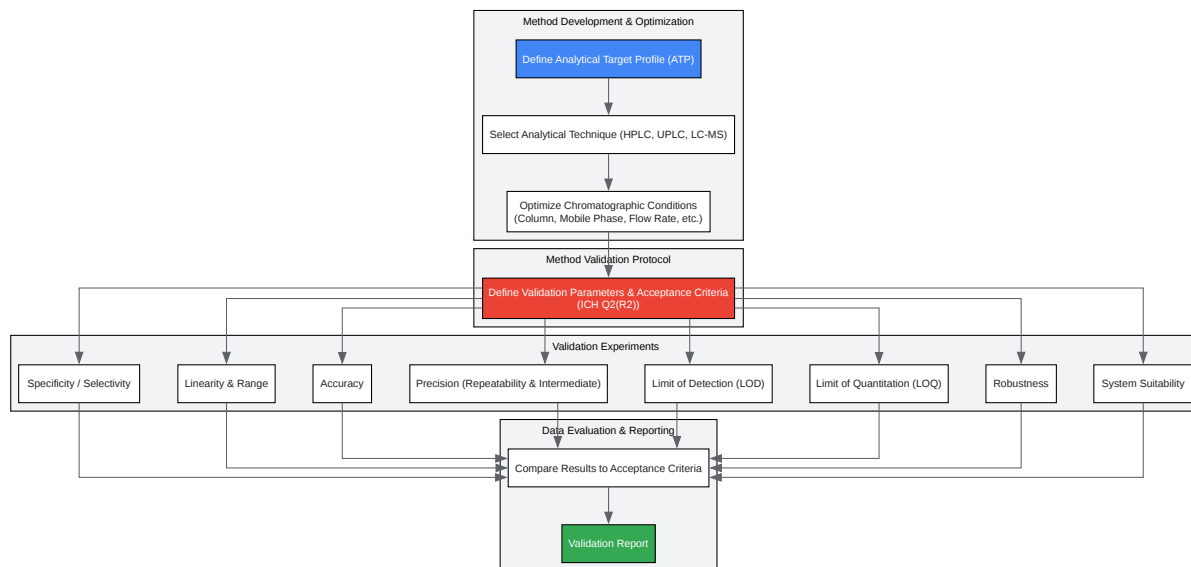 Method Development & Optimization
Define Analytical Target Profile (ATP)
Select Analytical Technique (HPLC, UPLC, LC-MS)
Optimize Chromatographic Conditions
(Column, Mobile Phase, Flow Rate, etc.)
Method Validation Protocol
Define Validation Parameters & Acceptance Criteria
(ICH Q2(R2))
Validation Experiments
Specificity / Selectivity
Linearity & Range
Accuracy
Precision (Repeatability & Intermediate)
Limit of Detection (LOD)
Limit of Quantitation (LOQ)
Robustness
System Suitability
Data Evaluation & Reporting
Compare Results to Acceptance Criteria
Validation Report